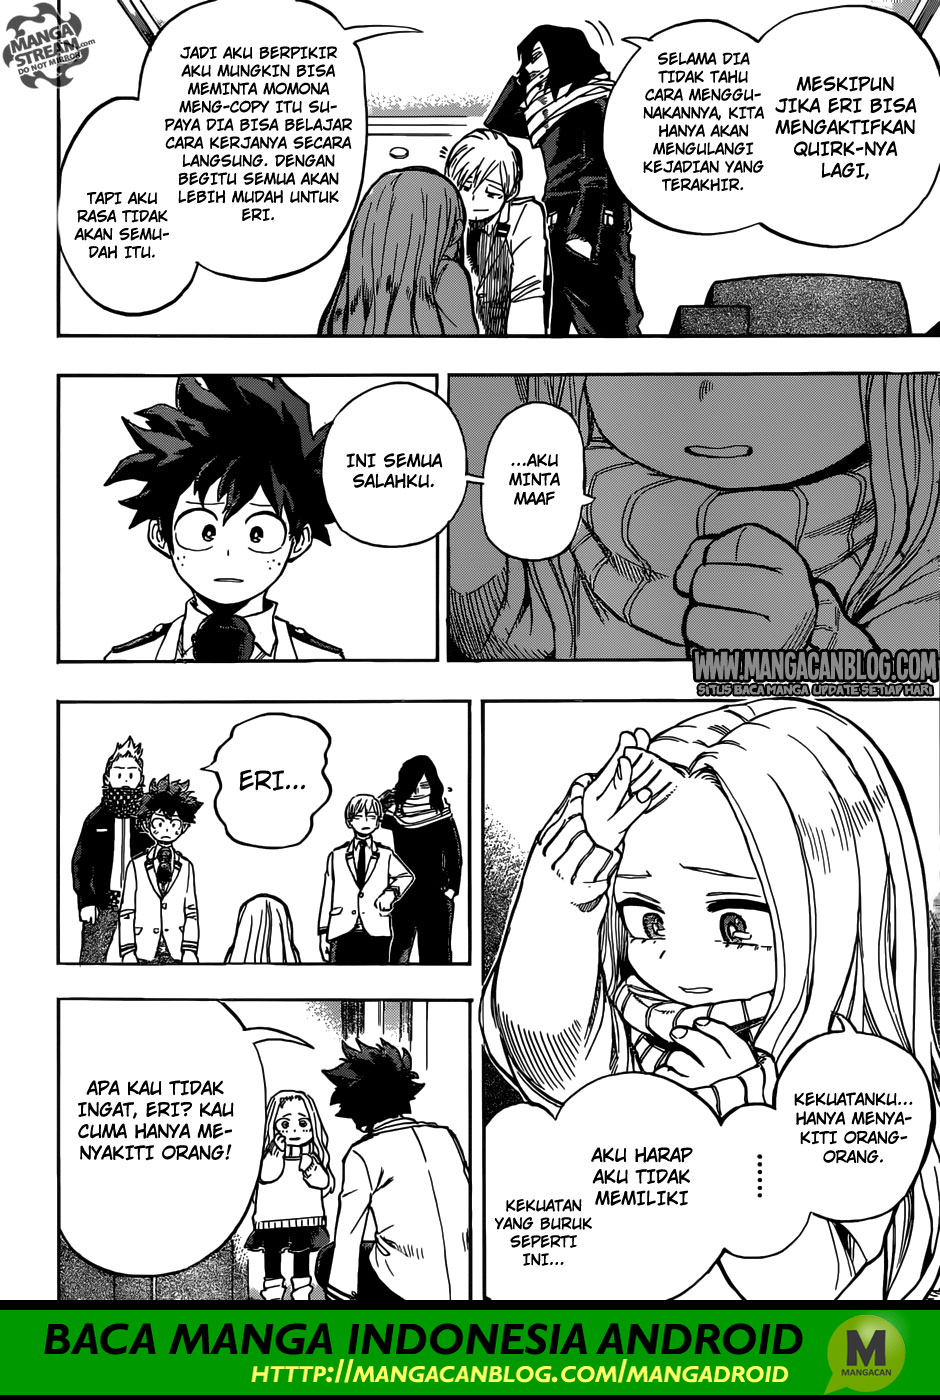 MANGA
STREAM.com
DO NOT MIRROR!
MESKIPUN
JIKA ERI BISA
MENGAKTIFKAN
QUIRK-NYA
LAGI,
SELAMA DIA
TIDAK TAHU
CARA MENGGU-
NAKANNYA, KITA
HANYA AKAN
MENGULANGI
KEJADIAN YANG
TERAKHIR.
JADI AKU BERPIKIR
AKU MUNGKIN BISA
MEMINTA MOMONA
MENG-COPY ITU SU-
PAYA DIA BISA BELAJAR
CARA KERJANYA SECARA
LANGSUNG. DENGAN
BEGITU SEMUA AKAN
LEBIH MUDAH UNTUK
ERI.
TAPI AKU
RASA TIDAK
AKAN SEMU-
DAH ITU.
...AKU
MINTA
MAAF
INI SEMUA
SALAHKU.
WWW.MANGACANBLOG.COM
SITUS BACA MANGA UPDATE SETIAP HARI
KEKUATANKU...
HANYA MENYA-
KITI ORANG-
ORANG.
......
AKU HARAP
AKU TIDAK
MEMILIKI
KEKUATAN
YANG BURUK
SEPERTI
INI...
ERI...
APA KAU TIDAK
INGAT, ERI? KAU
CUMA HANYA ME-
NYAKITI ORANG!
BACA MANGA INDONESIA ANDROID
HTTTP://MANGACANBLOG.COM/MANGADROID
M
MANGACAN